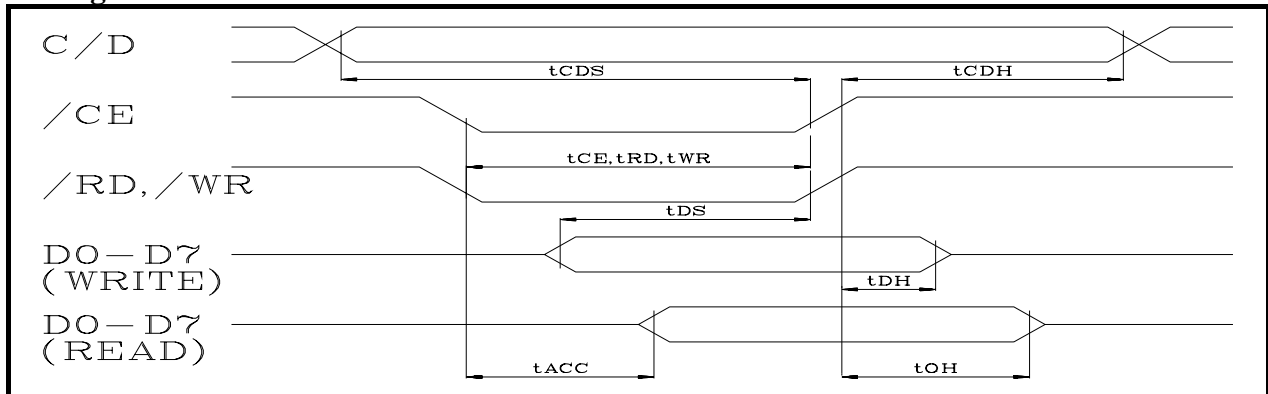 C/D
tCDS
tCDH
/CE
tCE,tRD,tWR
/RD,/WR
tDS
D0-D7
(WRITE)
tDH
D0-D7
(READ)
tACC
tOH